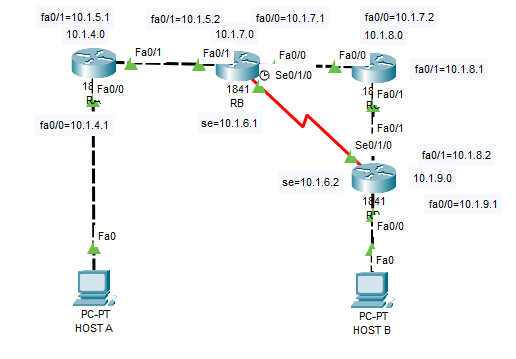 fa0/1=10.1.5.1
fa0/1=10.1.5.2
fa0/0=10.1.7.1
fa0/0=10.1.7.2
10.1.4.0
10.1.7.0
10.1.8.0
Fa0/1
Fa0/1
Fa0/0
Fa0/0
fa0/1=10.1.8.1
Se0/1/0
Fa0/0
1841
RB
Fa0/1
fa0/0=10.1.4.1
se=10.1.6.1
Fa0/1
Se0/1/0
fa0/1=10.1.8.2
se=10.1.6.2
10.1.9.0
1841
fa0/0=10.1.9.1
Fa0/0
Fa0
Fa0
PC-PT
HOST A
PC-PT
HOST B